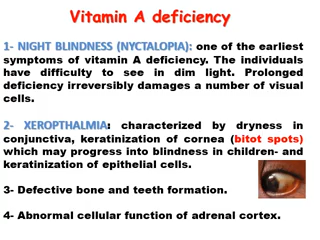 Vitamin A deficiency
1- NIGHT BLINDNESS (NYCTALOPIA): one of the earliest
symptoms of vitamin A deficiency. The individuals
have difficulty to see in dim light. Prolonged
deficiency irreversibly damages a number of visual
cells.
2- XEROPTHALMIA: characterized by dryness in
conjunctiva, keratinization of cornea (bitot spots)
which may progress into blindness in children- and
keratinization of epithelial cells.
3- Defective bone and teeth formation.
4- Abnormal cellular function of adrenal cortex.